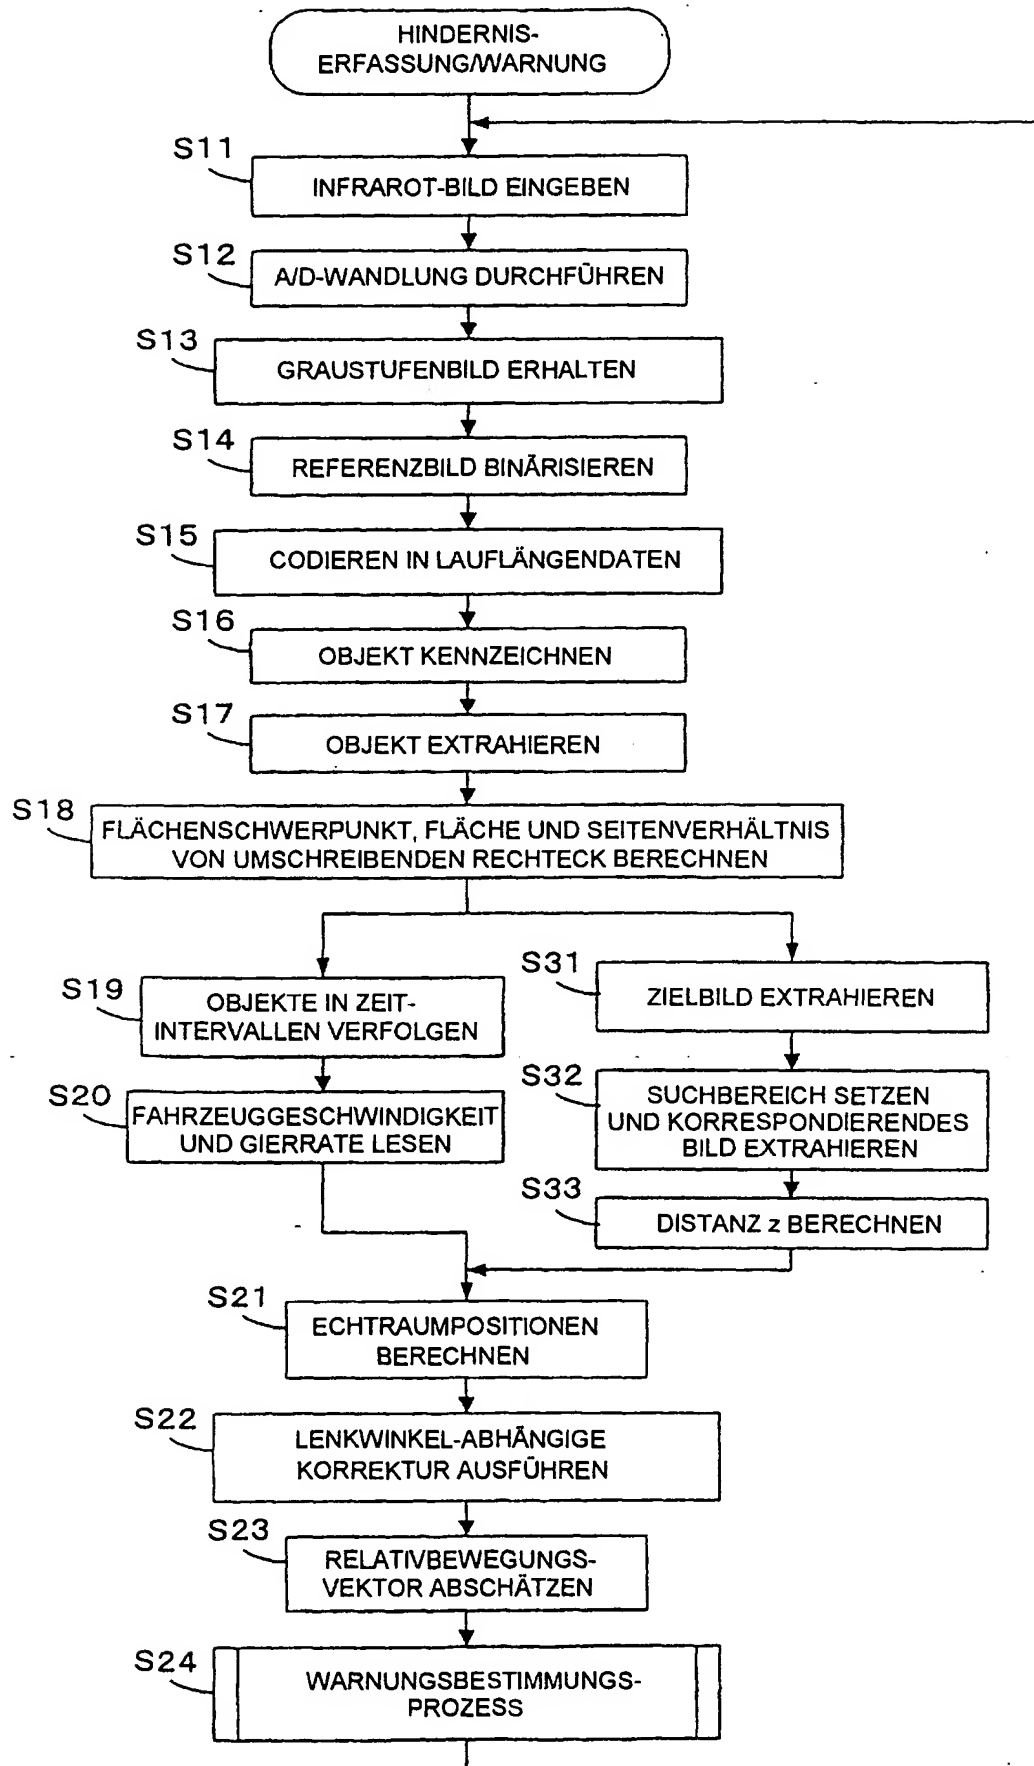 HINDERNIS-
ERFASSUNG/WARNUNG
S11
INFRAROT-BILD EINGEBEN
S12
A/D-WANDLUNG DURCHFÜHREN
S13
GRAUSTUFENBILD ERHALTEN
S14
REFERENZBILD BINÄRISIEREN
S15
CODIEREN IN LAUFLÄNGENDATEN
S16
OBJEKT KENNZEICHNEN
S17
OBJEKT EXTRAHIEREN
S18
FLÄCHENSCHWERPUNKT, FLÄCHE UND SEITENVERHÄLTNIS
VON UMSCHREIBENDEN RECHTECK BERECHNEN
S19
OBJEKTE IN ZEIT-
INTERVALLEN VERFOLGEN
S20
FAHRZEUGGESCHWINDIGKEIT
UND GIERRATE LESEN
S31
ZIELBILD EXTRAHIEREN
S32
SUCHBEREICH SETZEN
UND KORRESPONDIERENDES
BILD EXTRAHIEREN
S33
DISTANZ z BERECHNEN
S21
ECHTRAUMPOSITIONEN
BERECHNEN
S22
LENKWINKEL-ABHÄNGIGE
KORREKTUR AUSFÜHREN
S23
RELATIVBEWEGUNGS-
VEKTOR ABSCHÄTZEN
S24
WARNUNGSBESTIMMUNGS-
PROZESS